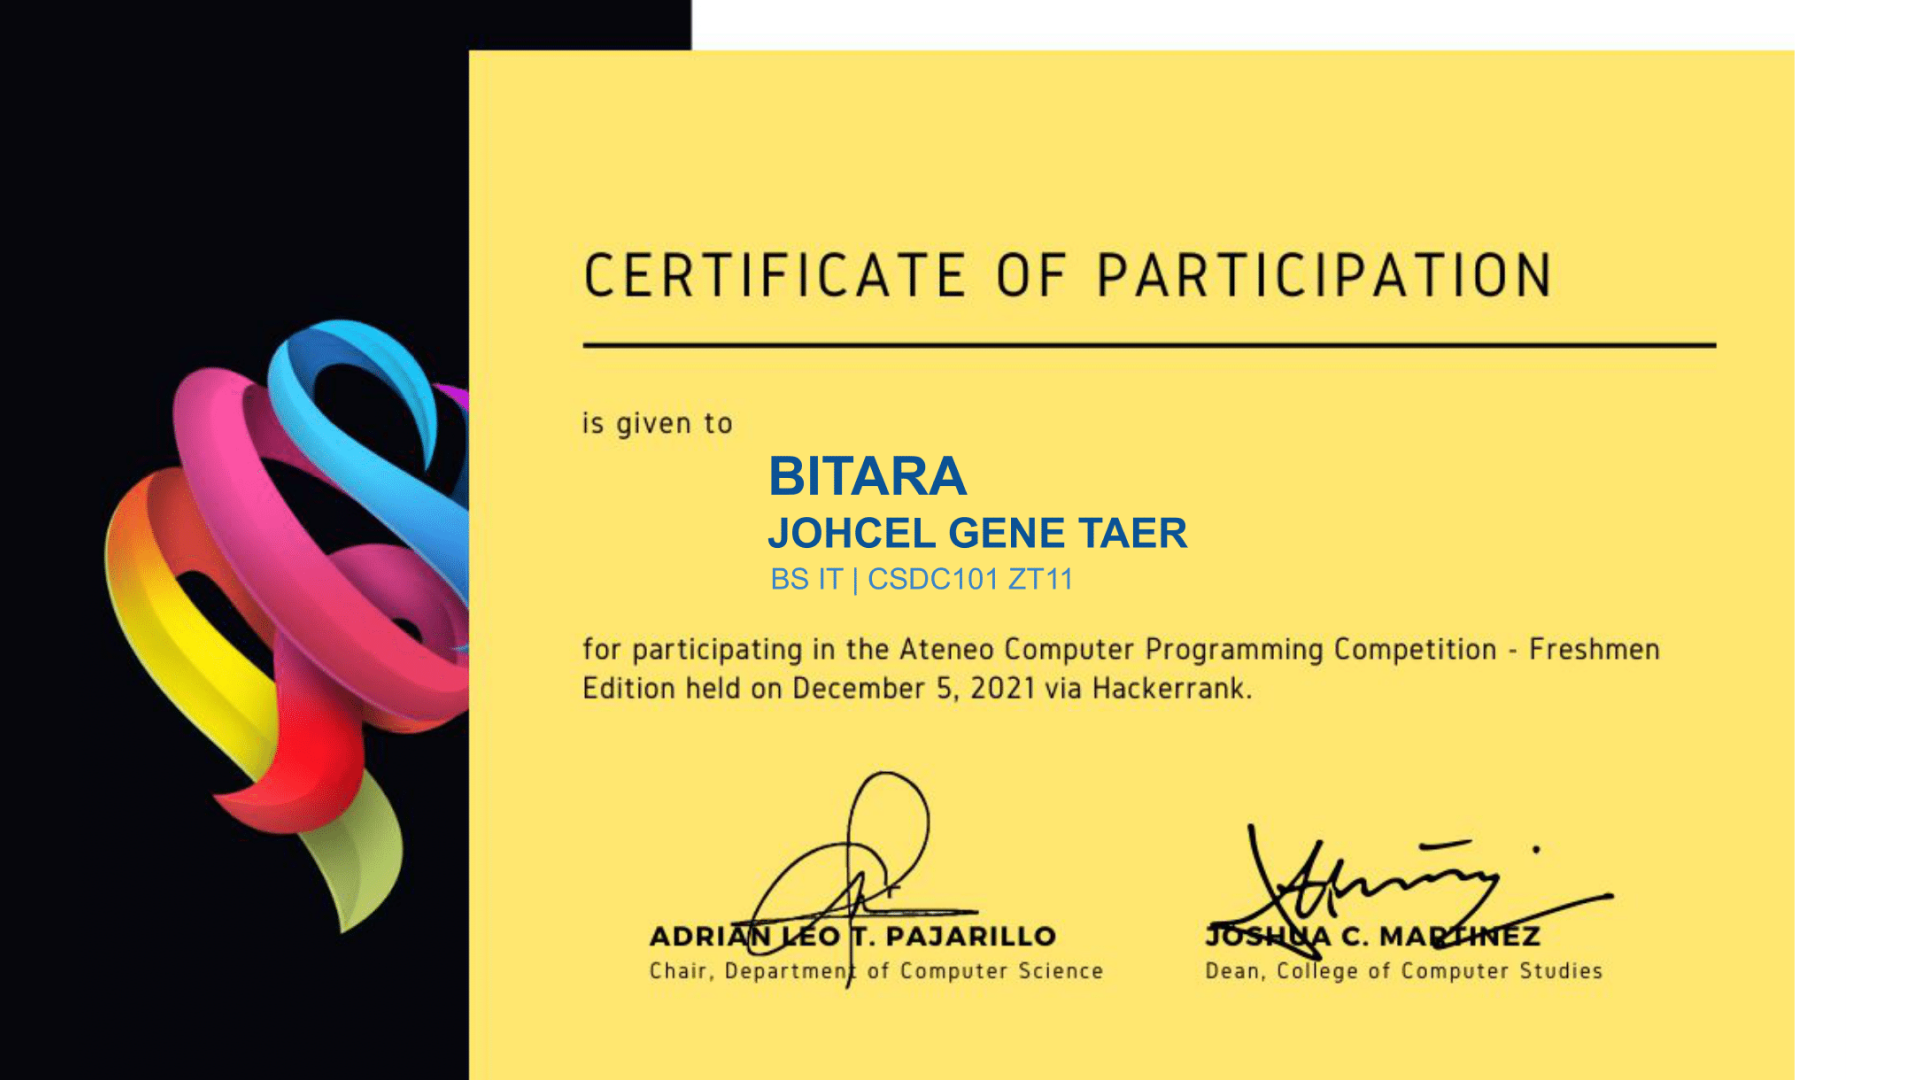 CERTIFICATE OF PARTICIPATION
is given to
BITARA
JOHCEL GENE TAER
BS IT | CSDC101 ZT11
for participating in the Ateneo Computer Programming Competition - Freshmen
Edition held on December 5, 2021 via Hackerrank.
ADRIAN LEO T. PAJARILLO
Chair, Department of Computer Science
JOSHUA C. MARTINEZ
Dean, College of Computer Studies